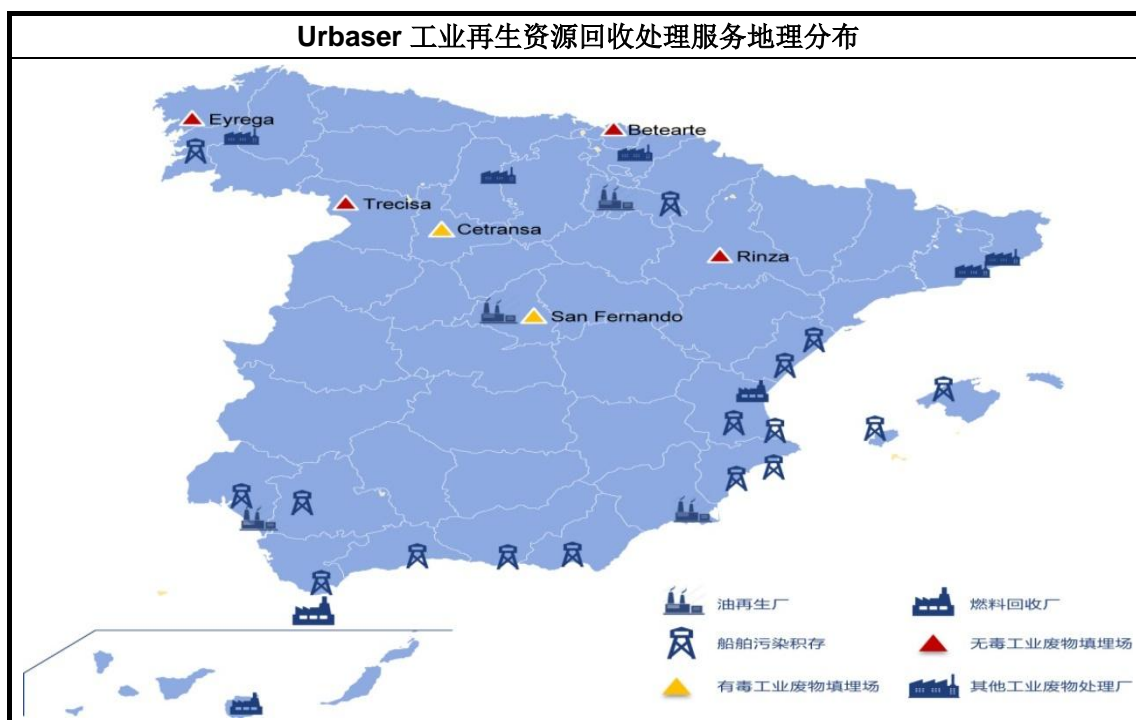 Urbaser 工业再生资源回收处理服务地理分布
Eyrega
Betearte
Trecisa
Cetransa
Rinza
San Fernando
油再生厂
燃料回收厂
船舶污染积存
无毒工业废物填埋场
有毒工业废物填埋场
其他工业废物处理厂